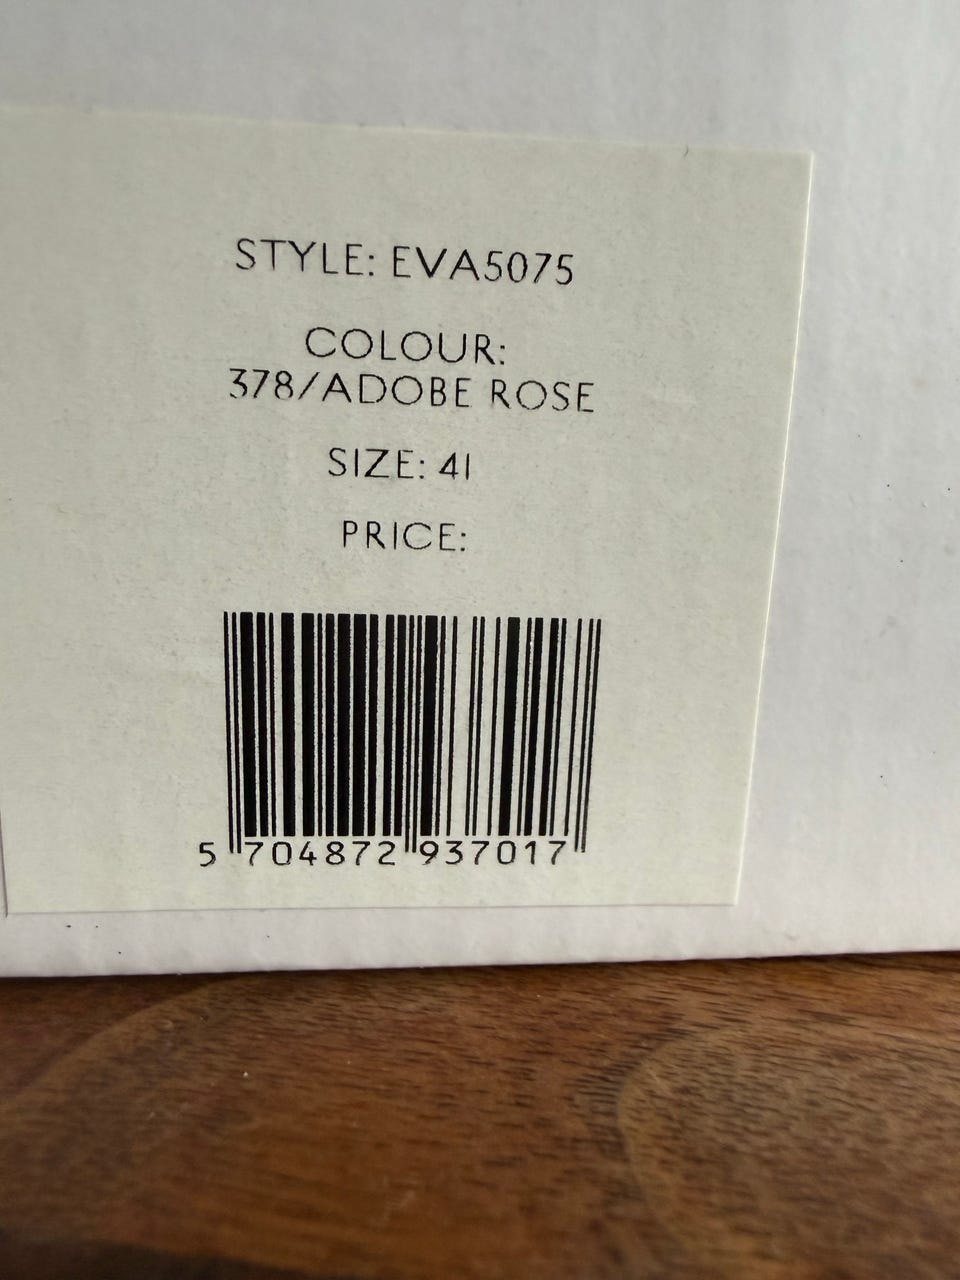 STYLE: EVA5075
COLOUR:
378/ADOBE ROSE
SIZE: 41
PRICE:
5 704872 937017